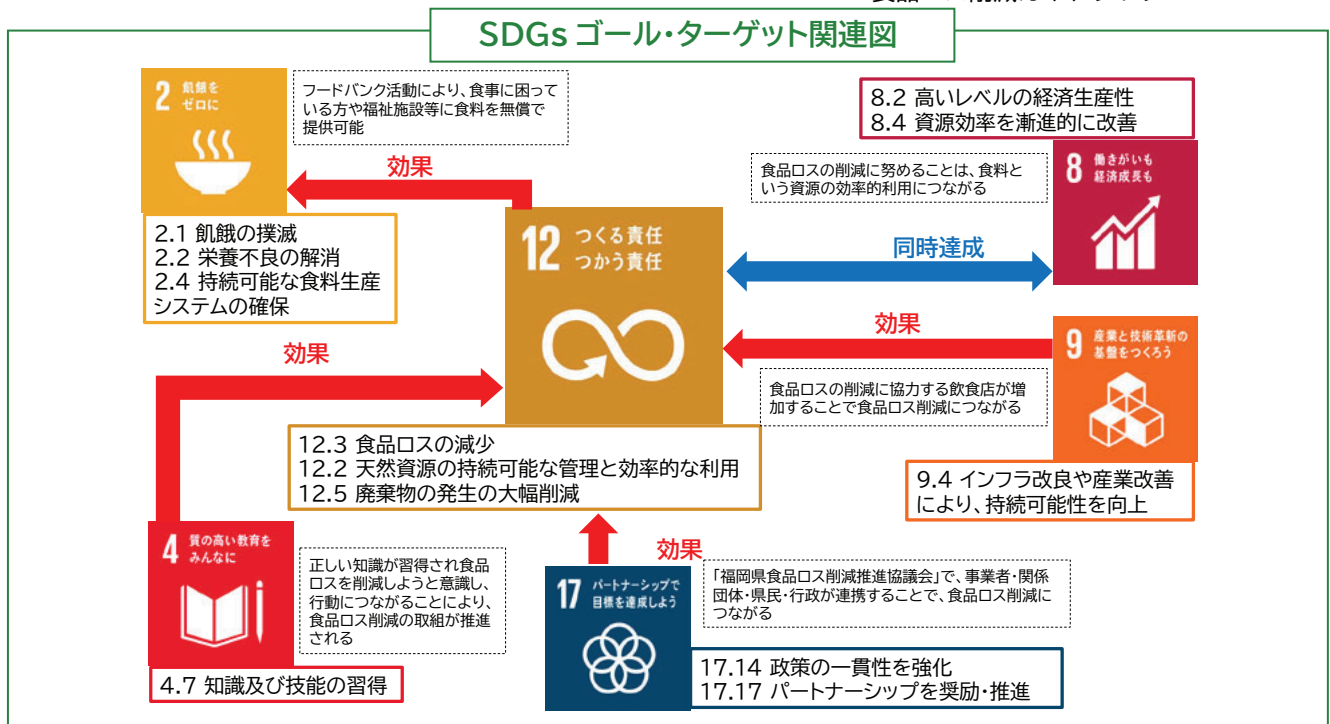 SDGs ゴール・ターゲット関連図
2 飢餓を
ゼロに
フードバンク活動により、食事に困って
いる方や福祉施設等に食料を無償で
提供可能
効果
2.1 飢餓の撲滅
2.2 栄養不良の解消
2.4 持続可能な食料生産
システムの確保
8.2 高いレベルの経済生産性
8.4 資源効率を漸進的に改善
食品ロスの削減に努めることは、食料と
いう資源の効率的利用につながる
8 働きがいも
経済成長も
12 つくる責任
つかう責任
同時達成
効果
9 産業と技術革新の
基盤をつくろう
食品ロスの削減に協力する飲食店が増
加することで食品ロス削減につながる
9.4 インフラ改良や産業改善
により、持続可能性を向上
効果
12.3 食品ロスの減少
12.2 天然資源の持続可能な管理と効率的な利用
12.5 廃棄物の発生の大幅削減
4 質の高い教育を
みんなに
正しい知識が習得され食品
ロスを削減しようと意識し、
行動につながることにより、
食品ロス削減の取組が推進
される
4.7 知識及び技能の習得
効果
17 パートナーシップで
目標を達成しよう
「福岡県食品ロス削減推進協議会」で、事業者・関係
団体・県民・行政が連携することで、食品ロス削減に
つながる
17.14 政策の一貫性を強化
17.17 パートナーシップを奨励・推進